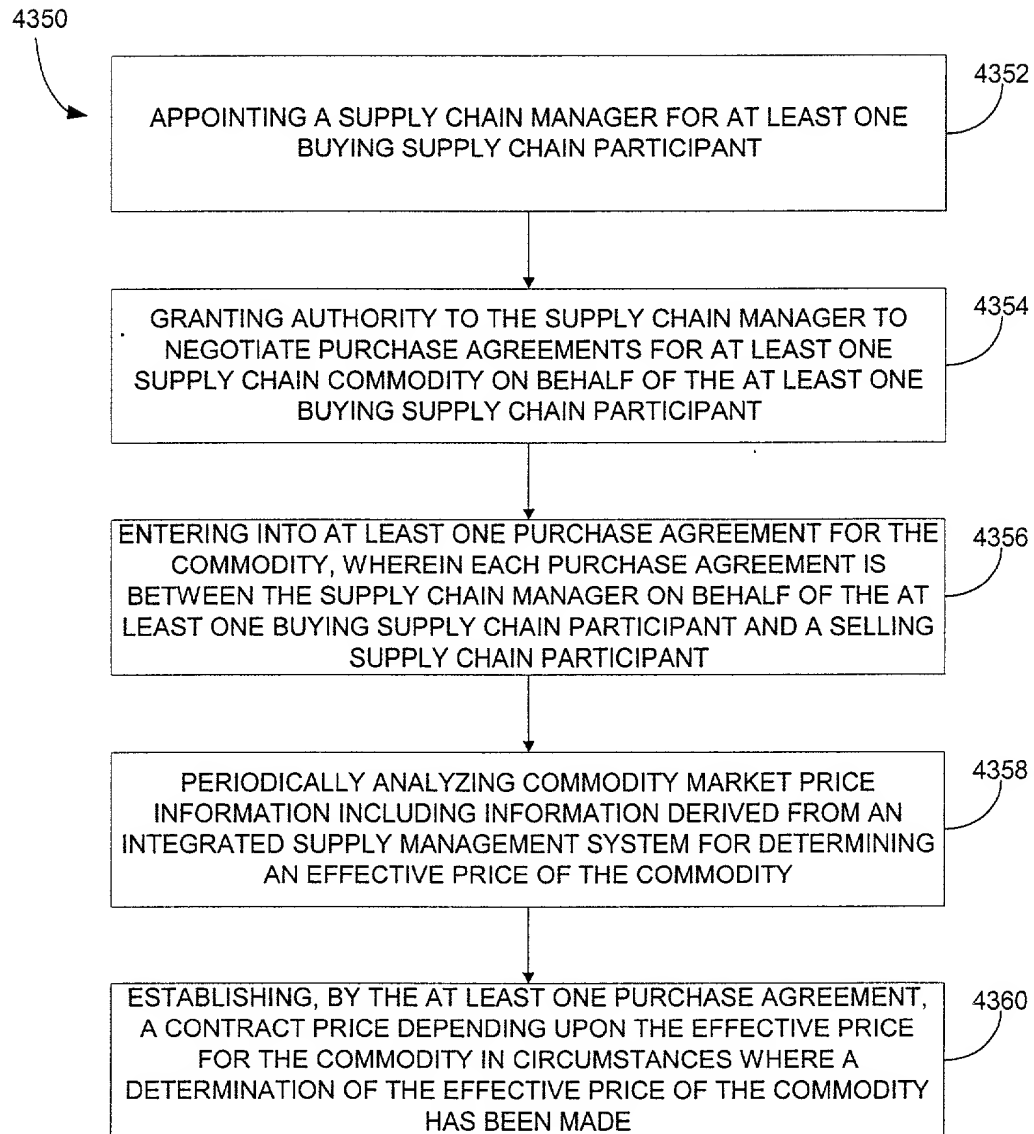 4350
4352
APPOINTING A SUPPLY CHAIN MANAGER FOR AT LEAST ONE
BUYING SUPPLY CHAIN PARTICIPANT
4354
GRANTING AUTHORITY TO THE SUPPLY CHAIN MANAGER TO
NEGOTIATE PURCHASE AGREEMENTS FOR AT LEAST ONE
SUPPLY CHAIN COMMODITY ON BEHALF OF THE AT LEAST ONE
BUYING SUPPLY CHAIN PARTICIPANT
4356
ENTERING INTO AT LEAST ONE PURCHASE AGREEMENT FOR THE
COMMODITY, WHEREIN EACH PURCHASE AGREEMENT IS
BETWEEN THE SUPPLY CHAIN MANAGER ON BEHALF OF THE AT
LEAST ONE BUYING SUPPLY CHAIN PARTICIPANT AND A SELLING
SUPPLY CHAIN PARTICIPANT
4358
PERIODICALLY ANALYZING COMMODITY MARKET PRICE
INFORMATION INCLUDING INFORMATION DERIVED FROM AN
INTEGRATED SUPPLY MANAGEMENT SYSTEM FOR DETERMINING
AN EFFECTIVE PRICE OF THE COMMODITY
4360
ESTABLISHING, BY THE AT LEAST ONE PURCHASE AGREEMENT,
A CONTRACT PRICE DEPENDING UPON THE EFFECTIVE PRICE
FOR THE COMMODITY IN CIRCUMSTANCES WHERE A
DETERMINATION OF THE EFFECTIVE PRICE OF THE COMMODITY
HAS BEEN MADE